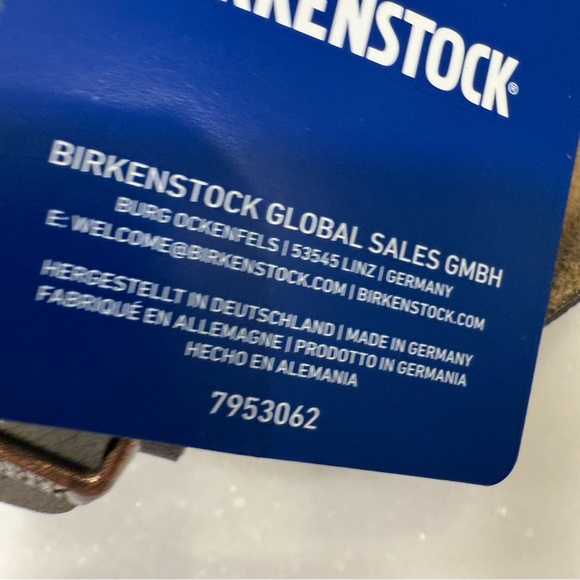 BIRKENSTOCK®
BIRKENSTOCK GLOBAL SALES GMBH
BURG OCKENFELS | 53545 LINZ | GERMANY
E: WELCOME@BIRKENSTOCK.COM | BIRKENSTOCK.COM
HERGESTELLT IN DEUTSCHLAND | MADE IN GERMANY
FABRIQUÉ EN ALLEMAGNE | PRODOTTO IN GERMANIA
HECHO EN ALEMANIA
7953062